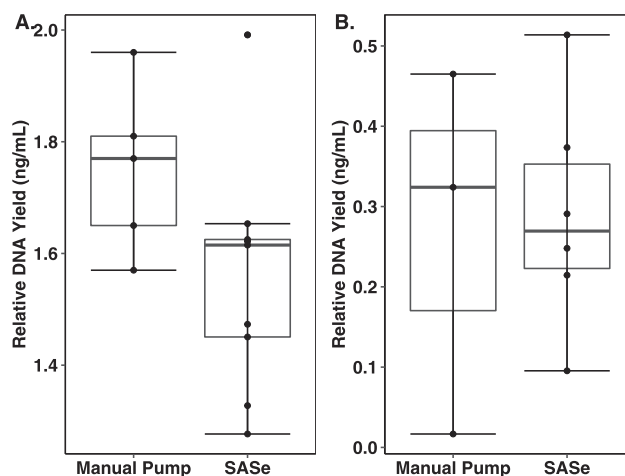 A.
2.0
1.8
1.6
1.4
Relative DNA Yield (ng/mL)
Manual Pump
SASe
B.
0.5
0.4
0.3
0.2
0.1
0.0
Relative DNA Yield (ng/mL)
Manual Pump
SASe